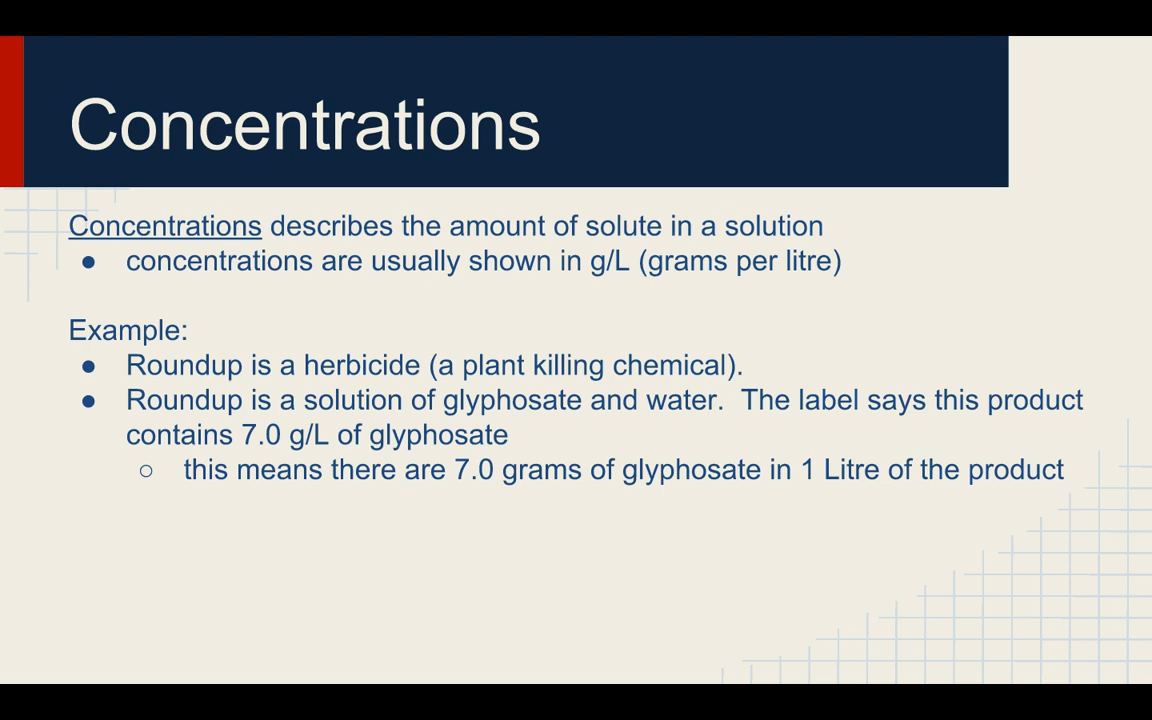 Concentrations
Concentrations describes the amount of solute in a solution
● concentrations are usually shown in g/L (grams per litre)
Example:
● Roundup is a herbicide (a plant killing chemical).
● Roundup is a solution of glyphosate and water.  The label says this product
contains 7.0 g/L of glyphosate
○ this means there are 7.0 grams of glyphosate in 1 Litre of the product